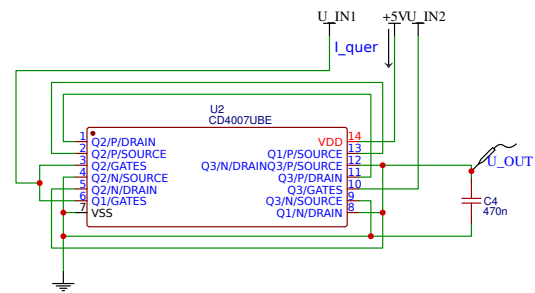 U_IN1 +5V U_IN2
I_quer
U2
CD4007UBE
1 Q2/P/DRAIN VDD 14
2 Q2/P/SOURCE Q1/P/SOURCE 13
3 Q2/GATES Q3/N/DRAINQ3/P/SOURCE 12
4 Q2/N/SOURCE Q3/P/DRAIN 11
5 Q2/N/DRAIN Q3/GATES 10
6 Q1/GATES Q3/N/SOURCE 9
7 VSS Q1/N/DRAIN 8
U_OUT
C4
470n